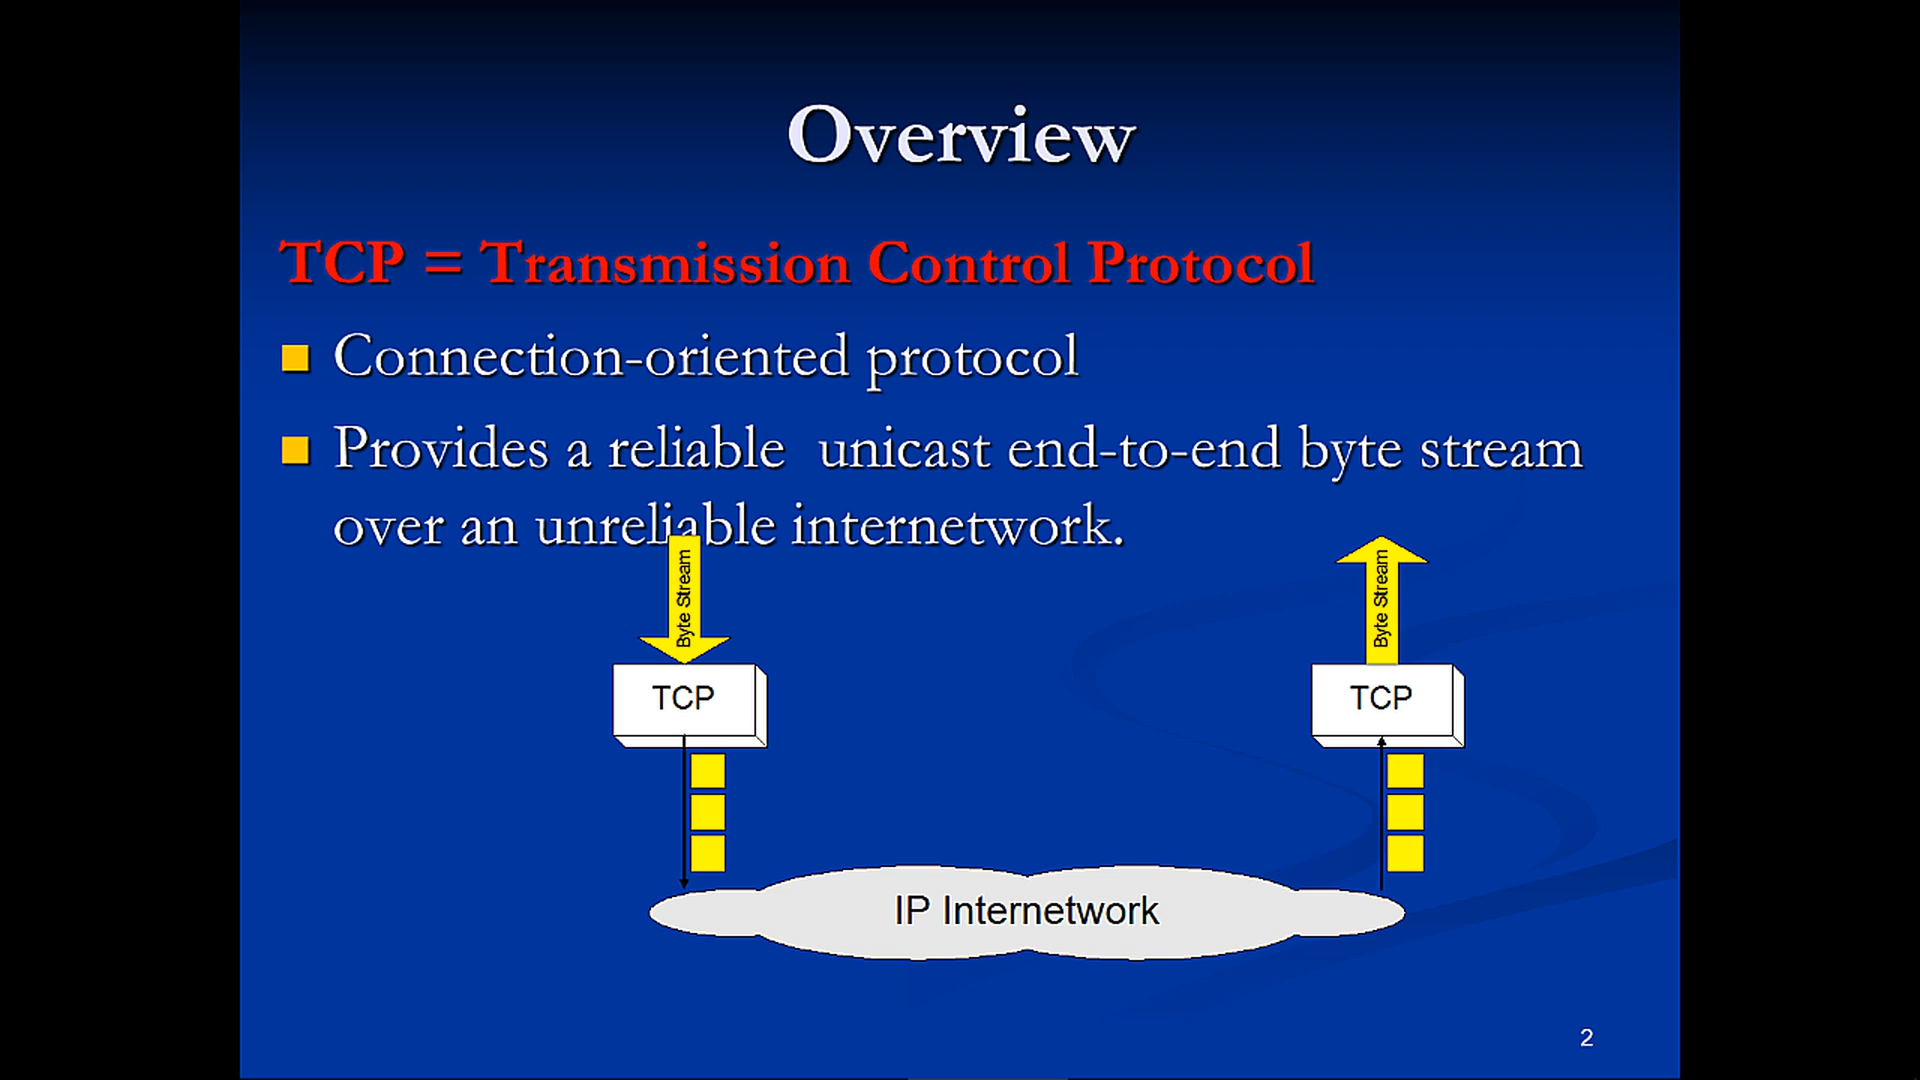 Overview
TCP = Transmission Control Protocol
Connection-oriented protocol
Provides a reliable  unicast end-to-end byte stream
over an unreliable internetwork.
Byte Stream
Byte Stream
TCP
TCP
IP Internetwork
2